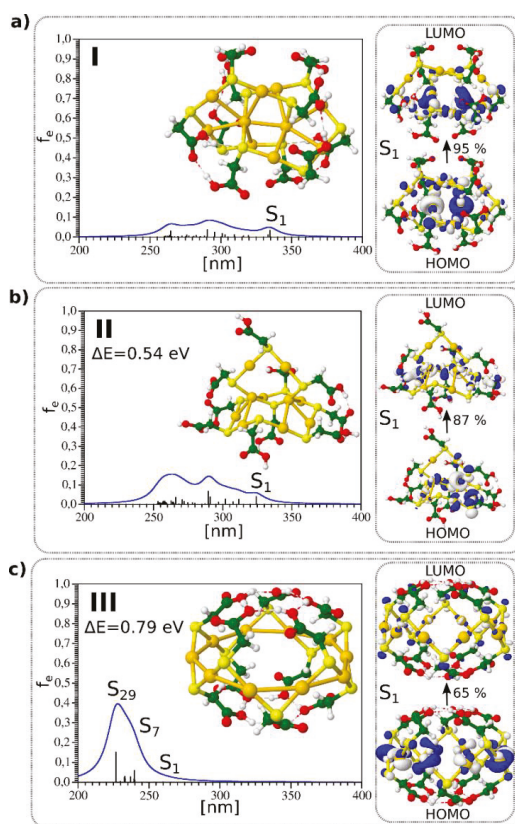 a)
I
fe
1,0
0,9
0,8
0,7
0,6
0,5
0,4
0,3
0,2
0,1
0,0
S1
200 250 300 350 400
[nm]
LUMO
S1
95 %
HOMO
b)
II
ΔE=0.54 eV
fe
1,0
0,9
0,8
0,7
0,6
0,5
0,4
0,3
0,2
0,1
0,0
S1
200 250 300 350 400
[nm]
LUMO
S1
87 %
HOMO
c)
III
ΔE=0.79 eV
fe
1,0
0,9
0,8
0,7
0,6
0,5
0,4
0,3
0,2
0,1
0,0
S29
S7
S1
200 250 300 350 400
[nm]
LUMO
S1
65 %
HOMO